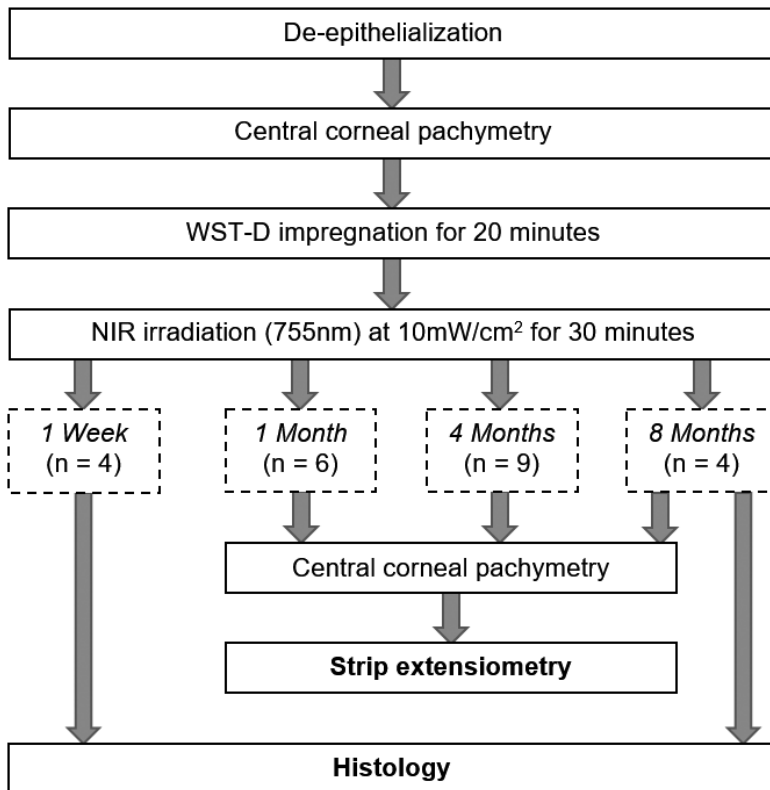 De-epithelialization
Central corneal pachymetry
WST-D impregnation for 20 minutes
NIR irradiation (755nm) at 10mW/cm² for 30 minutes
1 Week
(n = 4)
1 Month
(n = 6)
4 Months
(n = 9)
8 Months
(n = 4)
Central corneal pachymetry
Strip extensiometry
Histology